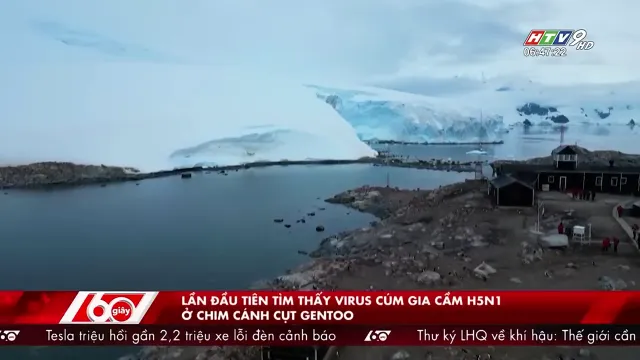 HTV9 HD
06:47:22
60 giây
LẦN ĐẦU TIÊN TÌM THẤY VIRUS CÚM GIA CẦM H5N1
Ở CHIM CÁNH CỤT GENTOO
Tesla triệu hồi gần 2,2 triệu xe lỗi đèn cảnh báo 60 Thư ký LHQ về khí hậu: Thế giới cần